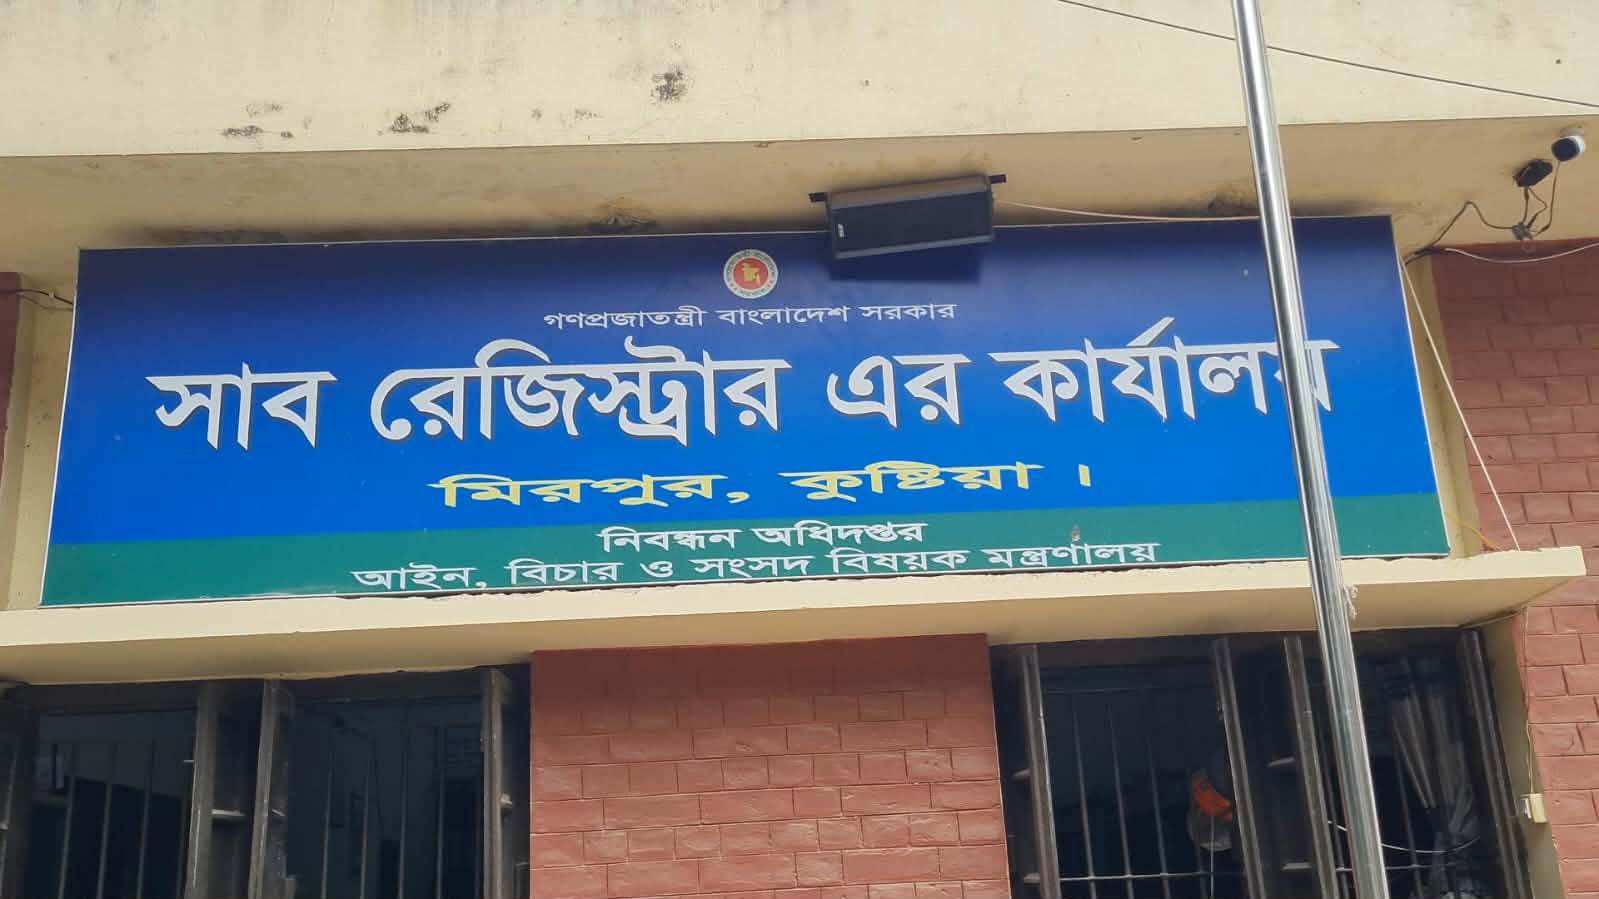 গণপ্রজাতন্ত্রী বাংলাদেশ সরকার
সাব রেজিস্ট্রার এর কার্যালয়
মিরপুর, কুষ্টিয়া ।
নিবন্ধন অধিদপ্তর
আইন, বিচার ও সংসদ বিষয়ক মন্ত্রণালয়